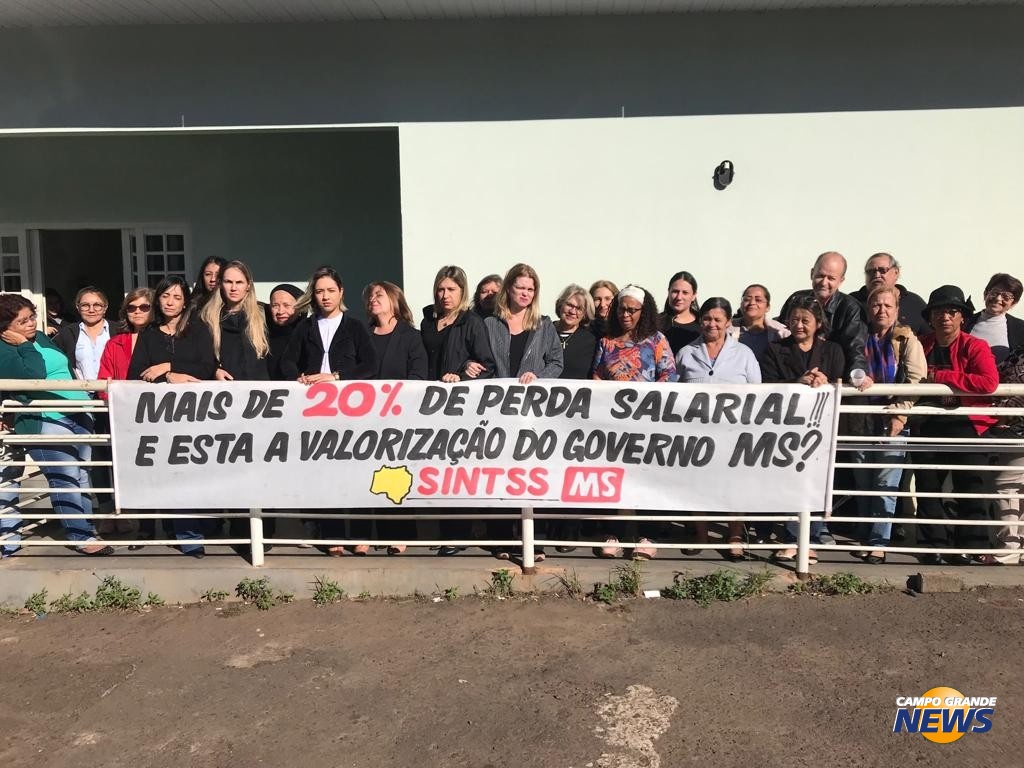 MAIS DE 20% DE PERDA SALARIAL!!!
E ESTA A VALORIZAÇÃO DO GOVERNO MS?
SINTSS MS
CAMPO GRANDE
NEWS